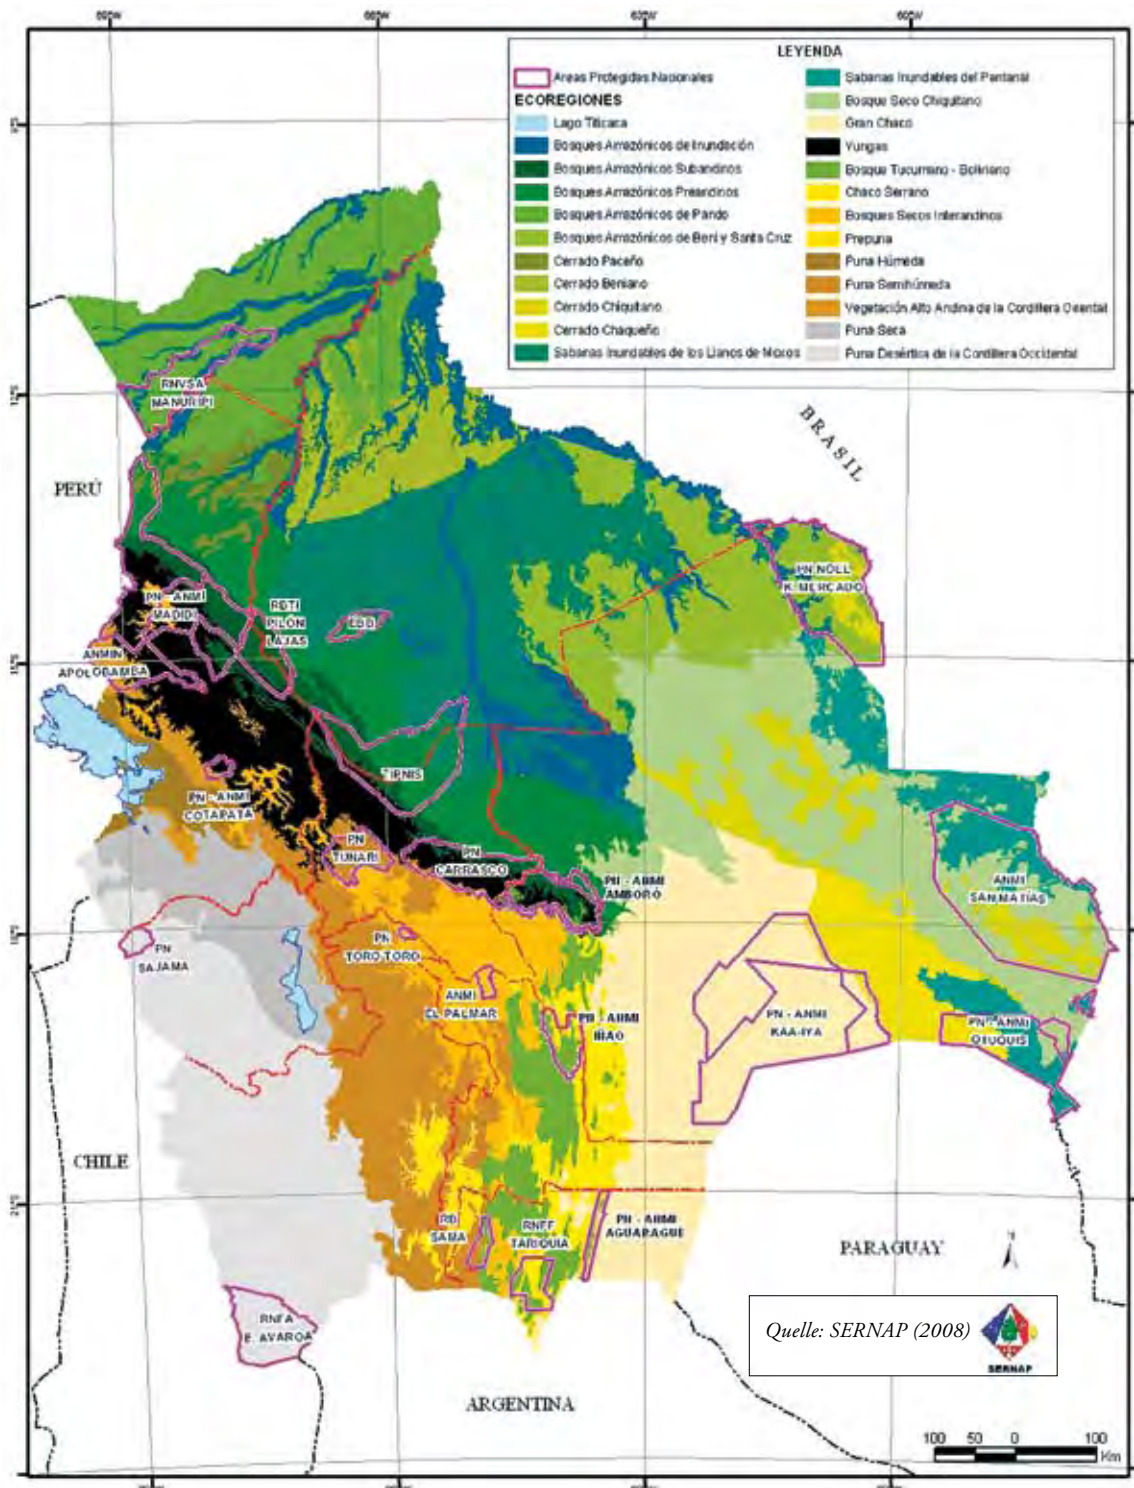 LEYENDA
Areas Protegidas Nacionales
ECOREGIONES
Lago Titicaca
Bosques Amazónicos de Inundación
Bosques Amazónicos Subandinos
Bosques Amazónicos Preandinos
Bosques Amazónicos de Pando
Bosques Amazónicos de Beni y Santa Cruz
Cerrado Paceño
Cerrado Beniano
Cerrado Chiquitano
Cerrado Chaqueño
Sabanas Inundables de los Llanos de Moxos
Sabanas Inundables del Pantanal
Bosque Seco Chiquitano
Gran Chaco
Yungas
Bosque Tucumano - Boliviano
Chaco Serrano
Bosques Secos Interandinos
Prepuna
Puna Húmeda
Puna Semihúmeda
Vegetación Alto Andina de la Cordillera Oriental
Puna Seca
Puna Desértica de la Cordillera Occidental
BRASIL
PERÚ
RNVSA
MANURIPI
PN NOLL
K. MERCADO
PN - ANMI
MADIDI
RBTI
PILÓN
LAJAS
EBB
ANMIN
APOLOBAMBA
TIPNIS
PN - ANMI
COTAPATA
PN
TUNARI
PN
CARRASCO
PN - ANMI
AMBORÓ
ANMI
SAN MATÍAS
PN
SAJAMA
PN
TORO TORO
ANMI
EL PALMAR
PN - ANMI
IÑAO
PN - ANMI
KAA-IYA
PN - ANMI
OTUQUIS
CHILE
RB
SAMA
RNFF
TARIQUIA
PN - ANMI
AGUARAGUE
PARAGUAY
RNFA
E. AVAROA
ARGENTINA
Quelle: SERNAP (2008)
SERNAP
100 50 0 100
Km